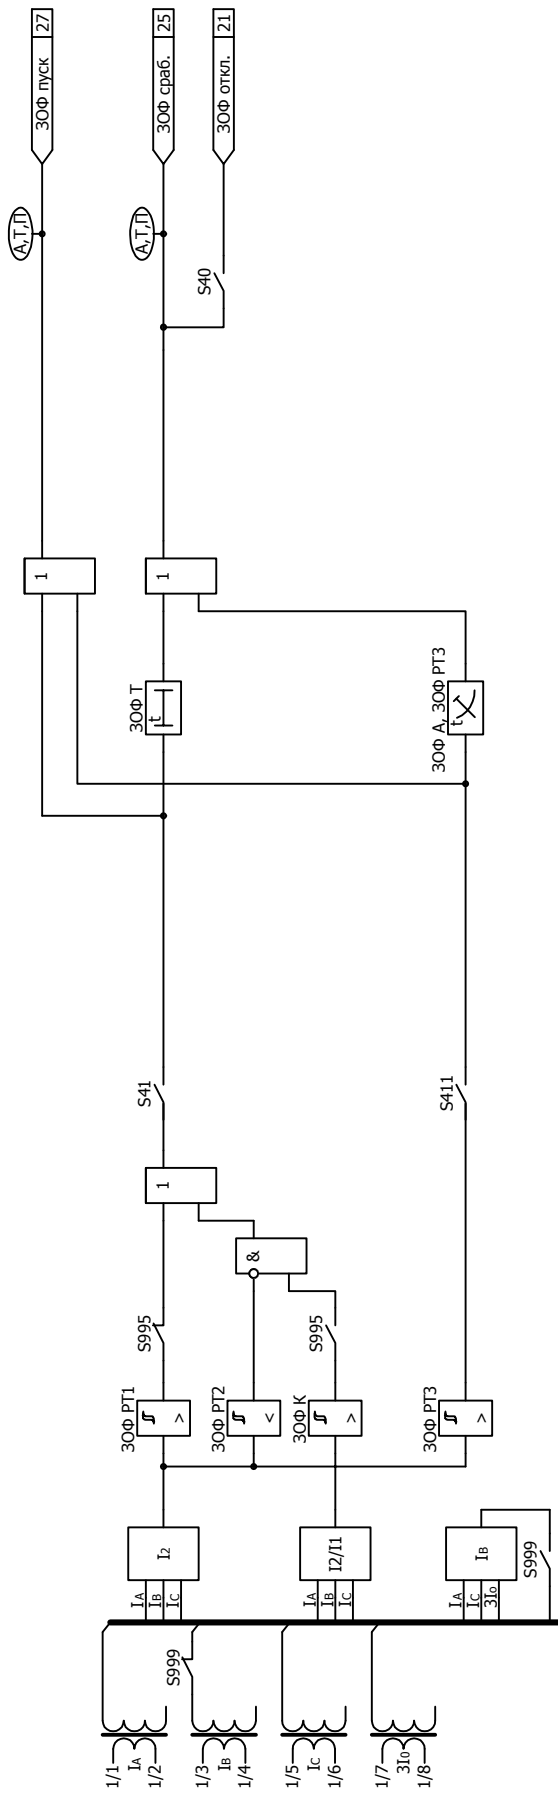 1/1
IA
1/2
1/3
IB
1/4
1/5
IC
1/6
1/7
3I0
1/8
S999
IA
IB
IC
I2
IA
IB
IC
I2/I1
IA
IC
3I0
IB
S999
ЗОФ РТ1
>
ЗОФ РТ2
<
ЗОФ К
>
ЗОФ РТ3
>
S995
S995
&
1
S41
S411
ЗОФ Т
t
ЗОФ А, ЗОФ РТ3
t
1
1
S40
А,Т,П
А,Т,П
ЗОФ пуск 27
ЗОФ сраб. 25
ЗОФ откл. 21